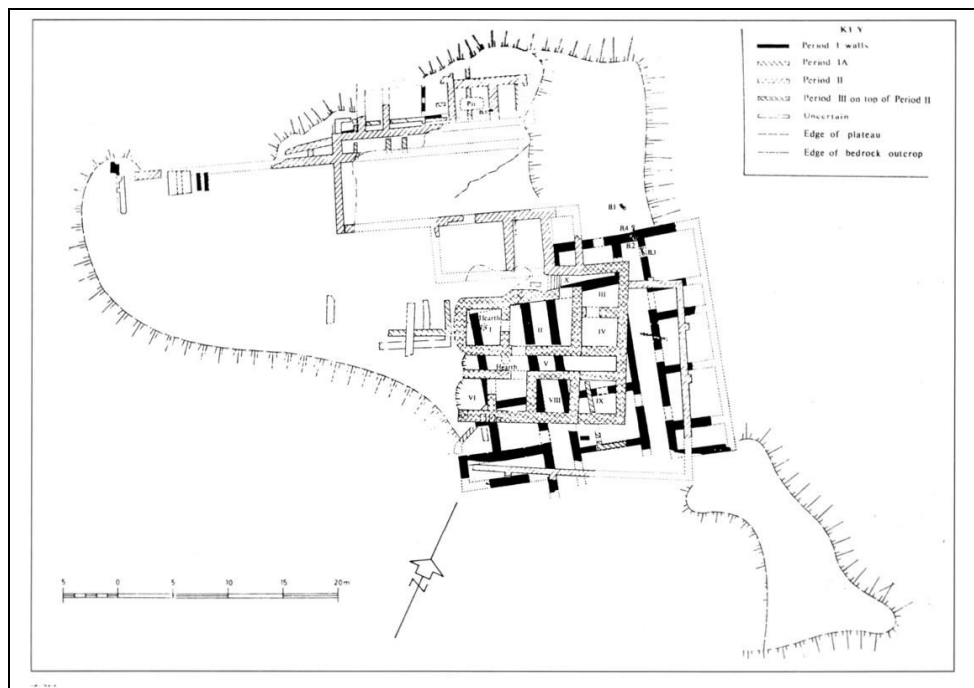 KEY
Period I walls
Period IA
Period II
Period III on top of Period II
Uncertain
Edge of plateau
Edge of bedrock outcrop
Pit
B1
B4
B2
X
III
Hearth
I
II
IV
Hearth
V
VI
VIII
IX
N
5 0 5 10 15 20m